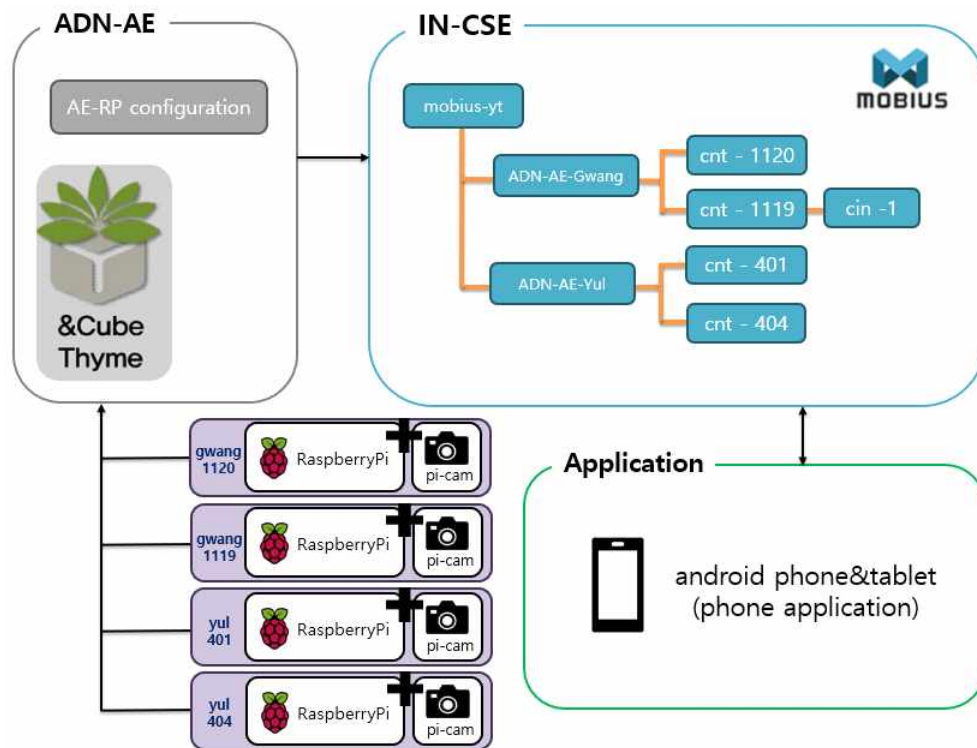 ADN-AE
AE-RP configuration
&Cube
Thyme
IN-CSE
MOBIUS
mobius-yt
ADN-AE-Gwang
cnt - 1120
cnt - 1119
cin -1
ADN-AE-Yul
cnt - 401
cnt - 404
gwang
1120
RaspberryPi
pi-cam
gwang
1119
RaspberryPi
pi-cam
yul
401
RaspberryPi
pi-cam
yul
404
RaspberryPi
pi-cam
Application
android phone&tablet
(phone application)